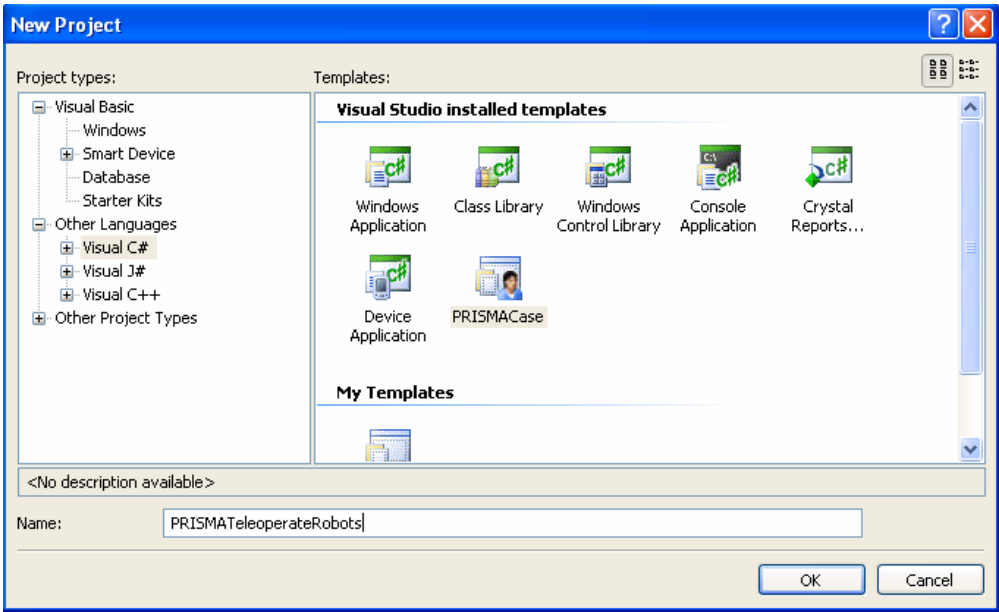 New Project
Project types:
Templates:
Visual Basic
Windows
Smart Device
Database
Starter Kits
Other Languages
Visual C#
Visual J#
Visual C++
Other Project Types
Visual Studio installed templates
Windows
Application
Class Library
Windows
Control Library
Console
Application
Crystal
Reports...
Device
Application
PRISMACase
My Templates
<No description available>
Name:
PRISMATeleoperateRobots
OK
Cancel